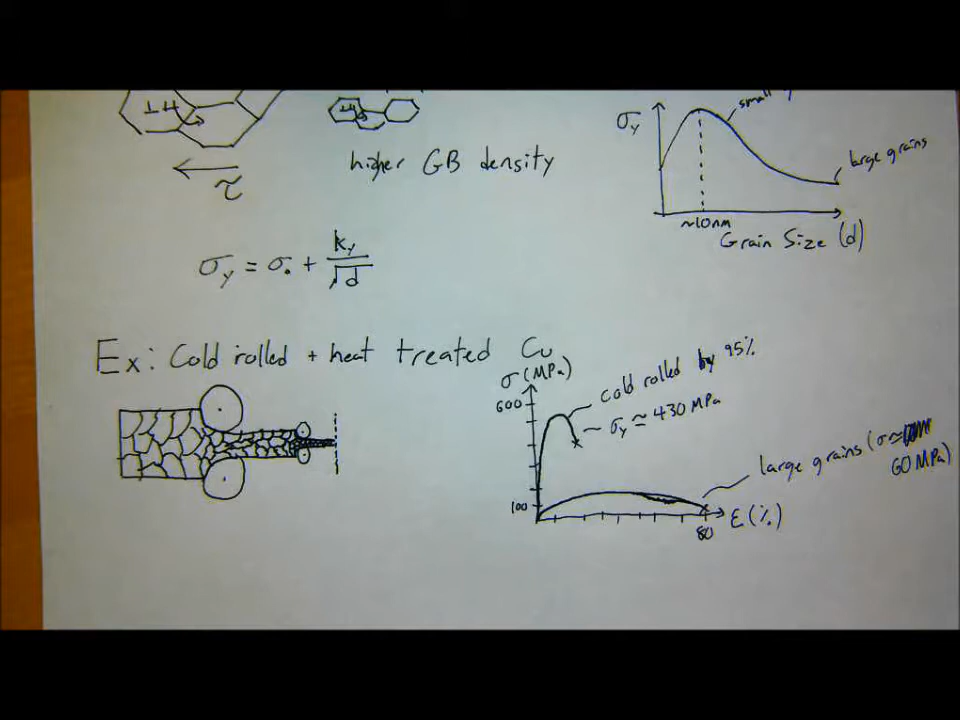 ⊥⊥
⊥⊥
τ
higher GB density
σy
small
large grains
~10nm
Grain Size (d)
σy = σ₀ + ky/√d
Ex: Cold rolled + heat treated Cu
σ (MPa)
600
100
cold rolled by 95%
σy ≈ 430 MPa
large grains (σ ≈
60 MPa)
80
ε (%)